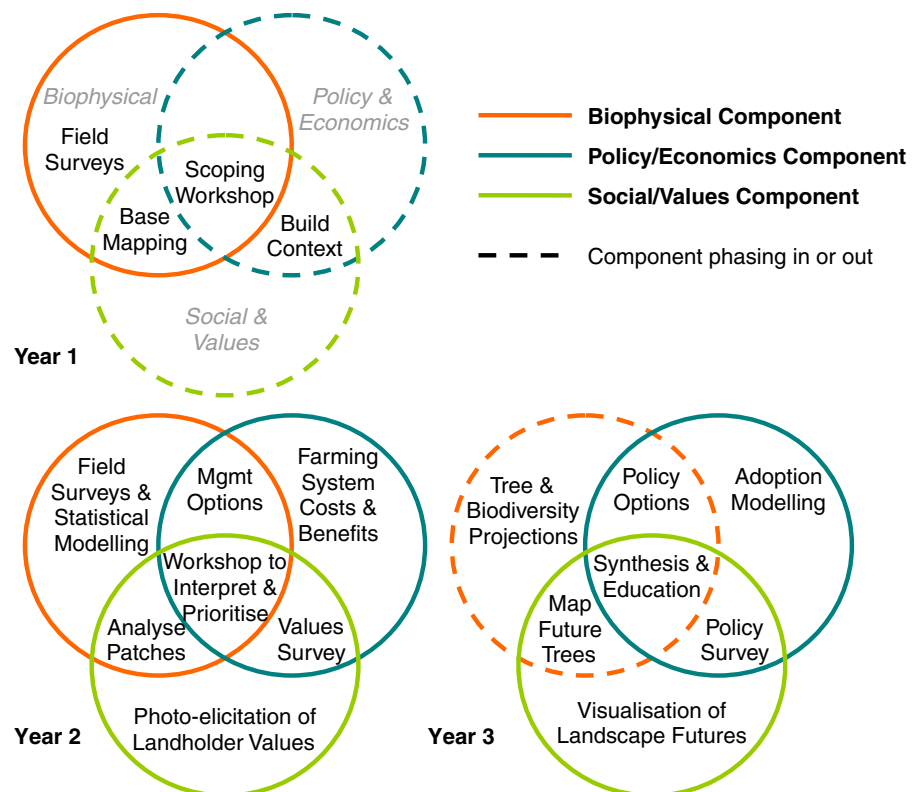 Biophysical
Policy &
Economics
Field
Surveys
Scoping
Workshop
Base
Mapping
Build
Context
Social &
Values
Year 1
Biophysical Component
Policy/Economics Component
Social/Values Component
Component phasing in or out
Field
Surveys &
Statistical
Modelling
Mgmt
Options
Farming
System
Costs &
Benefits
Workshop to
Interpret &
Prioritise
Analyse
Patches
Values
Survey
Photo-elicitation of
Landholder Values
Year 2
Tree &
Biodiversity
Projections
Policy
Options
Adoption
Modelling
Synthesis &
Education
Map
Future
Trees
Policy
Survey
Visualisation of
Landscape Futures
Year 3